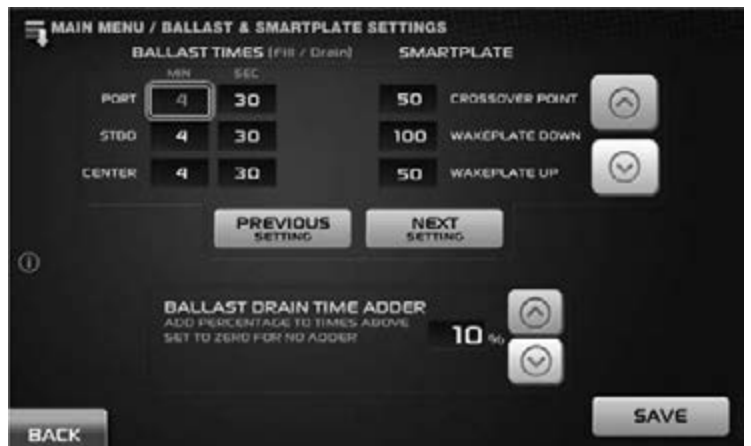 MAIN MENU / BALLAST & SMARTPLATE SETTINGS
BALLAST TIMES (Fill / Drain) SMARTPLATE
MIN SEC
PORT 4 30 50 CROSSOVER POINT
STBD 4 30 100 WAKEPLATE DOWN
CENTER 4 30 50 WAKEPLATE UP
PREVIOUS SETTING
NEXT SETTING
BALLAST DRAIN TIME ADDER
ADD PERCENTAGE TO TIMES ABOVE
SET TO ZERO FOR NO ADDER
10 %
BACK
SAVE